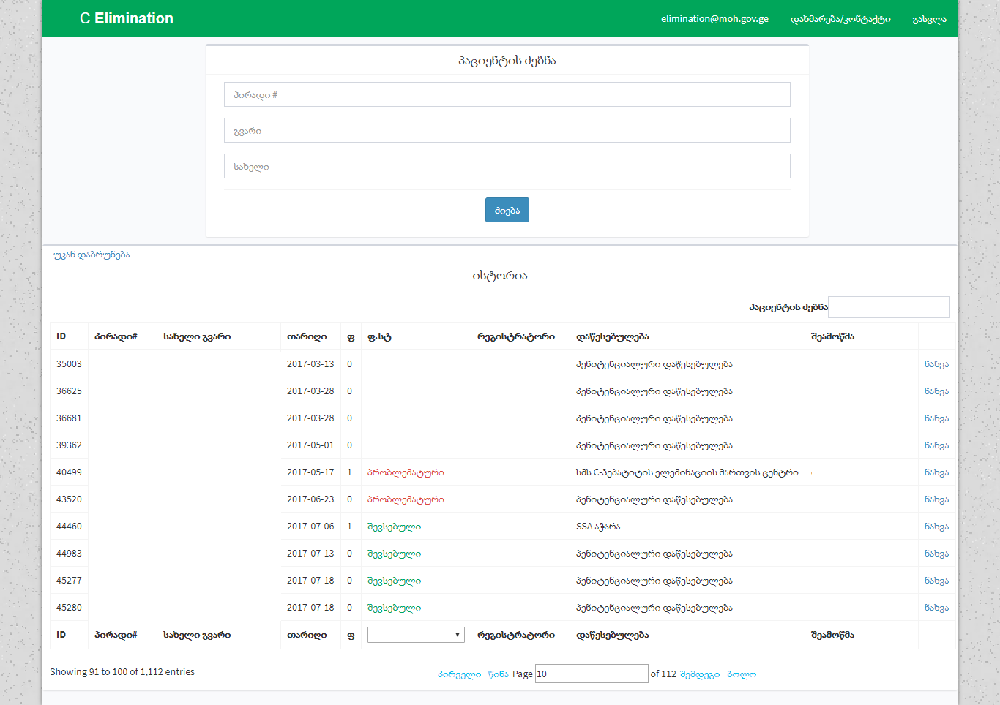 C Elimination elimination@moh.gov.ge დახმარება/კონტაქტი გასვლა
პაციენტის ძებნა
პირადი #
გვარი
სახელი
ძიება
უკან დაბრუნება
ისტორია
პაციენტის ძებნა
ID პირადი# სახელი გვარი თარიღი ფ ფ.სტ რეგისტრატორი დაწესებულება შეამოწმა
35003 2017-03-13 0 პენიტენციალური დაწესებულება ნახვა
36625 2017-03-28 0 პენიტენციალური დაწესებულება ნახვა
36681 2017-03-28 0 პენიტენციალური დაწესებულება ნახვა
39362 2017-05-01 0 პენიტენციალური დაწესებულება ნახვა
40499 2017-05-17 1 პრობლემატური სმს C-ჰეპატიტის ელემინაციის მართვის ცენტრი ნახვა
43520 2017-06-23 0 პრობლემატური პენიტენციალური დაწესებულება ნახვა
44460 2017-07-06 1 შევსებული SSA აჭარა ნახვა
44983 2017-07-13 0 შევსებული პენიტენციალური დაწესებულება ნახვა
45277 2017-07-18 0 შევსებული პენიტენციალური დაწესებულება ნახვა
45280 2017-07-18 0 შევსებული პენიტენციალური დაწესებულება ნახვა
ID პირადი# სახელი გვარი თარიღი ფ რეგისტრატორი დაწესებულება შეამოწმა
Showing 91 to 100 of 1,112 entries პირველი წინა Page 10 of 112 შემდეგი ბოლო